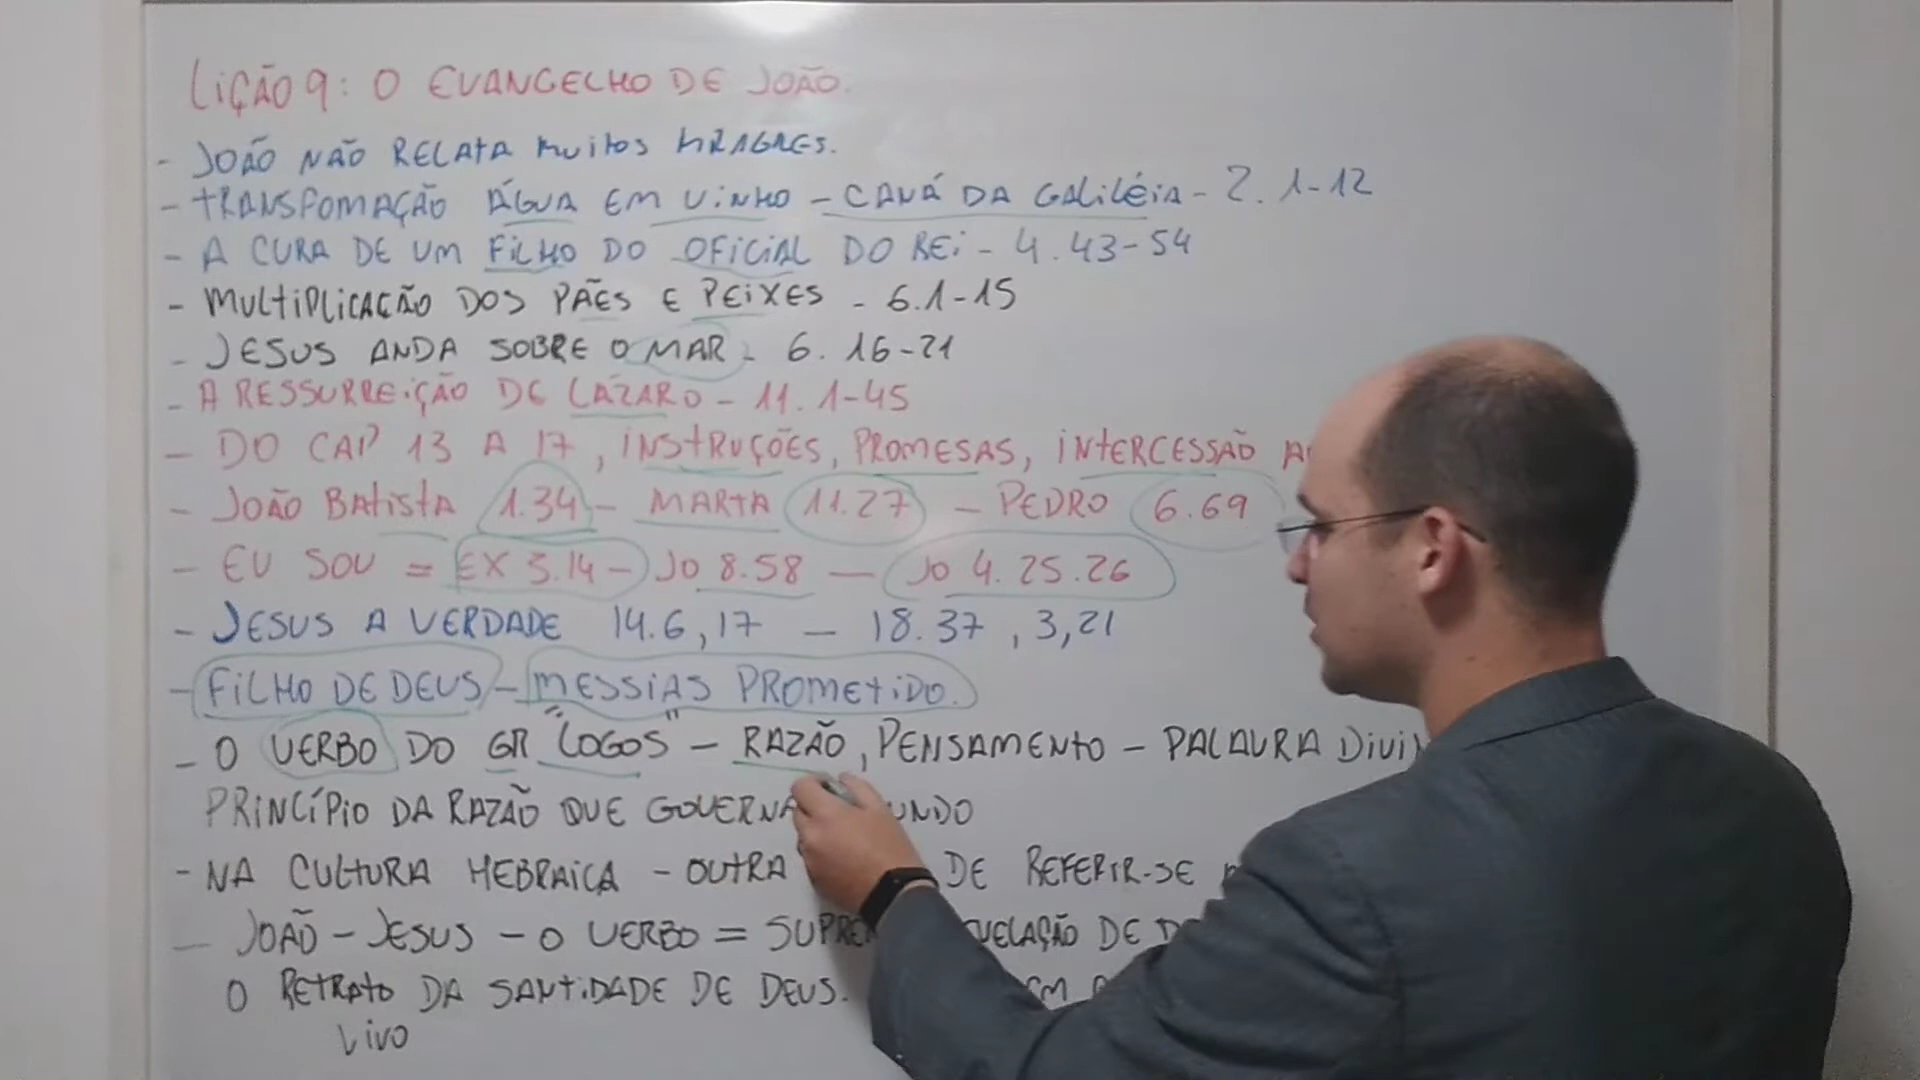 LIÇÃO 9: O EVANGELHO DE JOÃO.
- JOÃO NÃO RELATA MUITOS MILAGRES.
- TRANSFOMAÇÃO ÁGUA EM VINHO - CANÁ DA GALILÉIA - 2. 1-12
- A CURA DE UM FILHO DO OFICIAL DO REI - 4. 43-54
- MULTIPLICAÇÃO DOS PÃES E PEIXES - 6.1-15
- JESUS ANDA SOBRE O MAR - 6. 16-21
- A RESSURREIÇÃO DE LÁZARO - 11. 1-45
- DO CAP 13 A 17, INSTRUÇÕES, PROMESAS, INTERCESSÃO
- JOÃO BATISTA 1.34 - MARTA 11.27 - PEDRO 6.69
- EU SOU = EX 3.14 - JO 8.58 - JO 4. 25.26
- JESUS A VERDADE 14.6,17 - 18.37 , 3,21
- FILHO DE DEUS - MESSIAS PROMETIDO.
- O VERBO DO GR "LOGOS" - RAZÃO, PENSAMENTO - PALAVRA
PRINCÍPIO DA RAZÃO QUE GOVERNA
- NA CULTURA HEBRAICA - OUTRA DE REFERIR-SE
- JOÃO - JESUS - O VERBO = DE
O RETRATO DA SANTIDADE DE DEUS.
VIVO